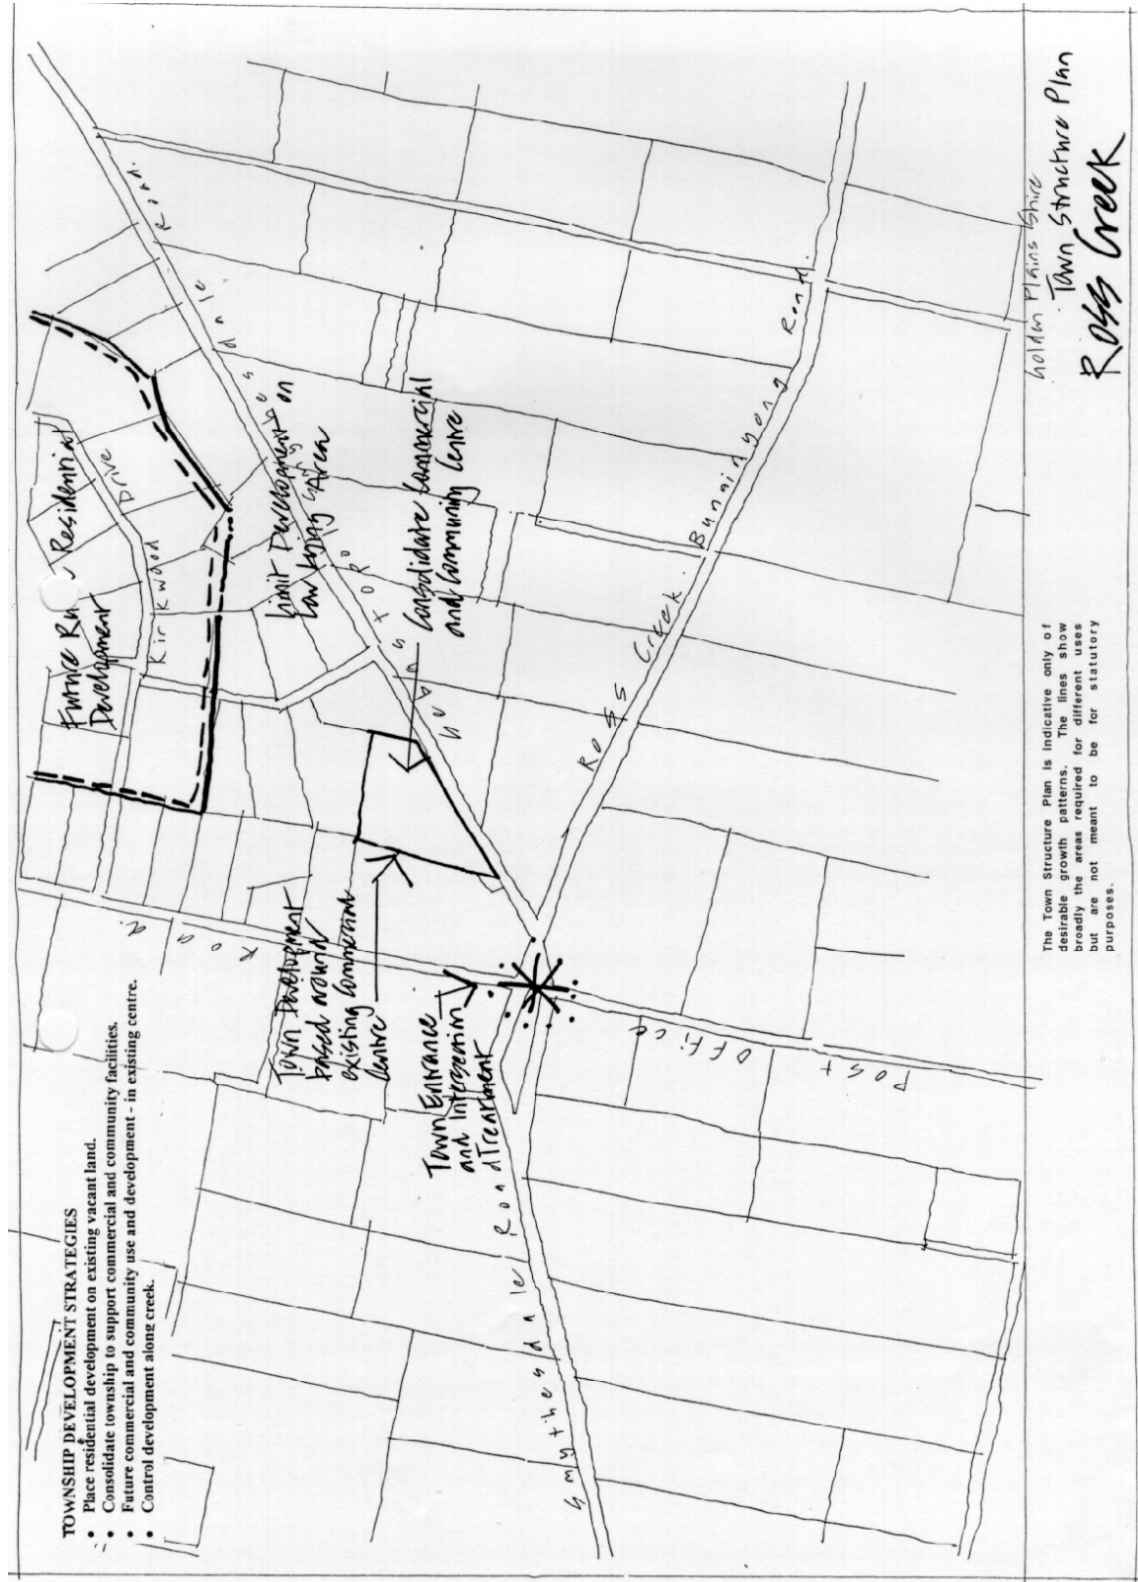 TOWNSHIP DEVELOPMENT STRATEGIES
• Place residential development on existing vacant land.
• Consolidate township to support commercial and community facilities.
• Future commercial and community use and development - in existing centre.
• Control development along creek.
Residential
Development
Kirkwood Drive
Road.
Limit Development on
Low Lying Area
Consolidate Commercial
and Community Centre
Town Development
based around
existing Commercial
Centre
Town Entrance
and Intersection
Treatment
Smythesdale Road
Post Office Road.
Ross Creek. Buninyong Road.
The Town Structure Plan is indicative only of
desirable growth patterns. The lines show
broadly the areas required for different uses
but are not meant to be for statutory
purposes.
Golden Plains Shire
Town Structure Plan
Ross Creek